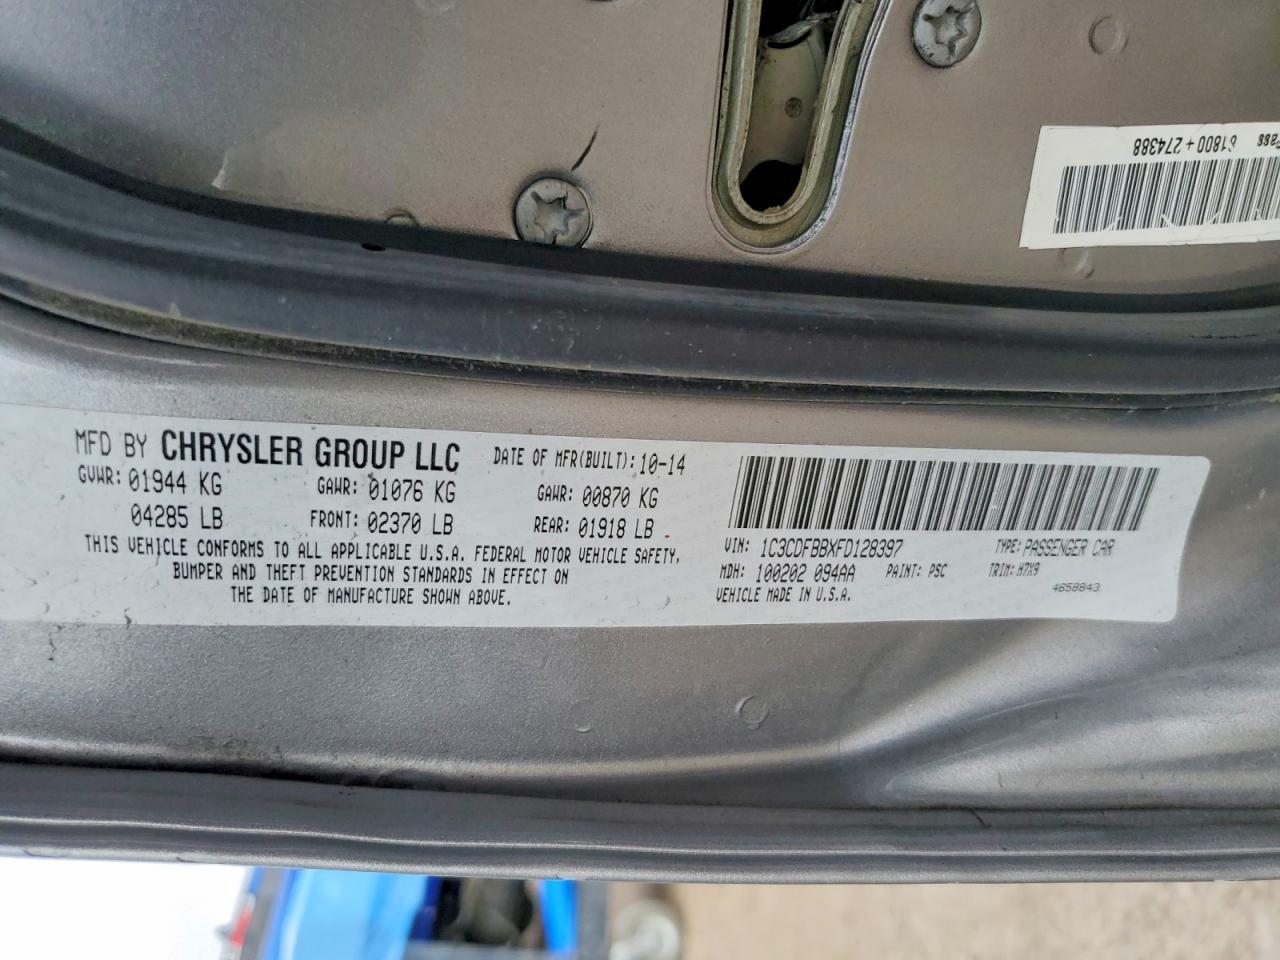 61800+274388
MFD BY CHRYSLER GROUP LLC DATE OF MFR(BUILT): 10-14
GVWR: 01944 KG GAWR: 01076 KG GAWR: 00870 KG
04285 LB FRONT: 02370 LB REAR: 01918 LB
THIS VEHICLE CONFORMS TO ALL APPLICABLE U.S.A. FEDERAL MOTOR VEHICLE SAFETY,
BUMPER AND THEFT PREVENTION STANDARDS IN EFFECT ON
THE DATE OF MANUFACTURE SHOWN ABOVE.
VIN: 1C3CDFBBXFD128397 TYPE: PASSENGER CAR
MDH: 100202 094AA PAINT: PSC TRIM: H7X9
VEHICLE MADE IN U.S.A. 4658843